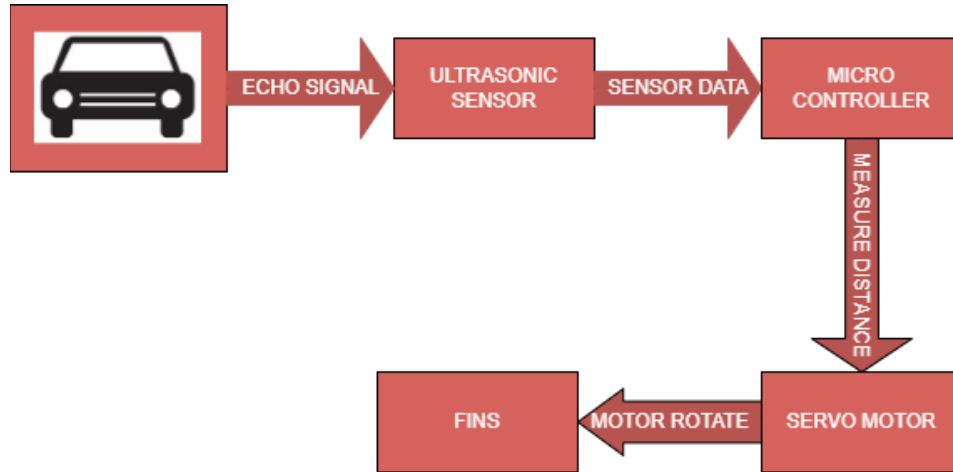 ECHO SIGNAL
ULTRASONIC
SENSOR
SENSOR DATA
MICRO
CONTROLLER
MEASURE DISTANCE
SERVO MOTOR
MOTOR ROTATE
FINS